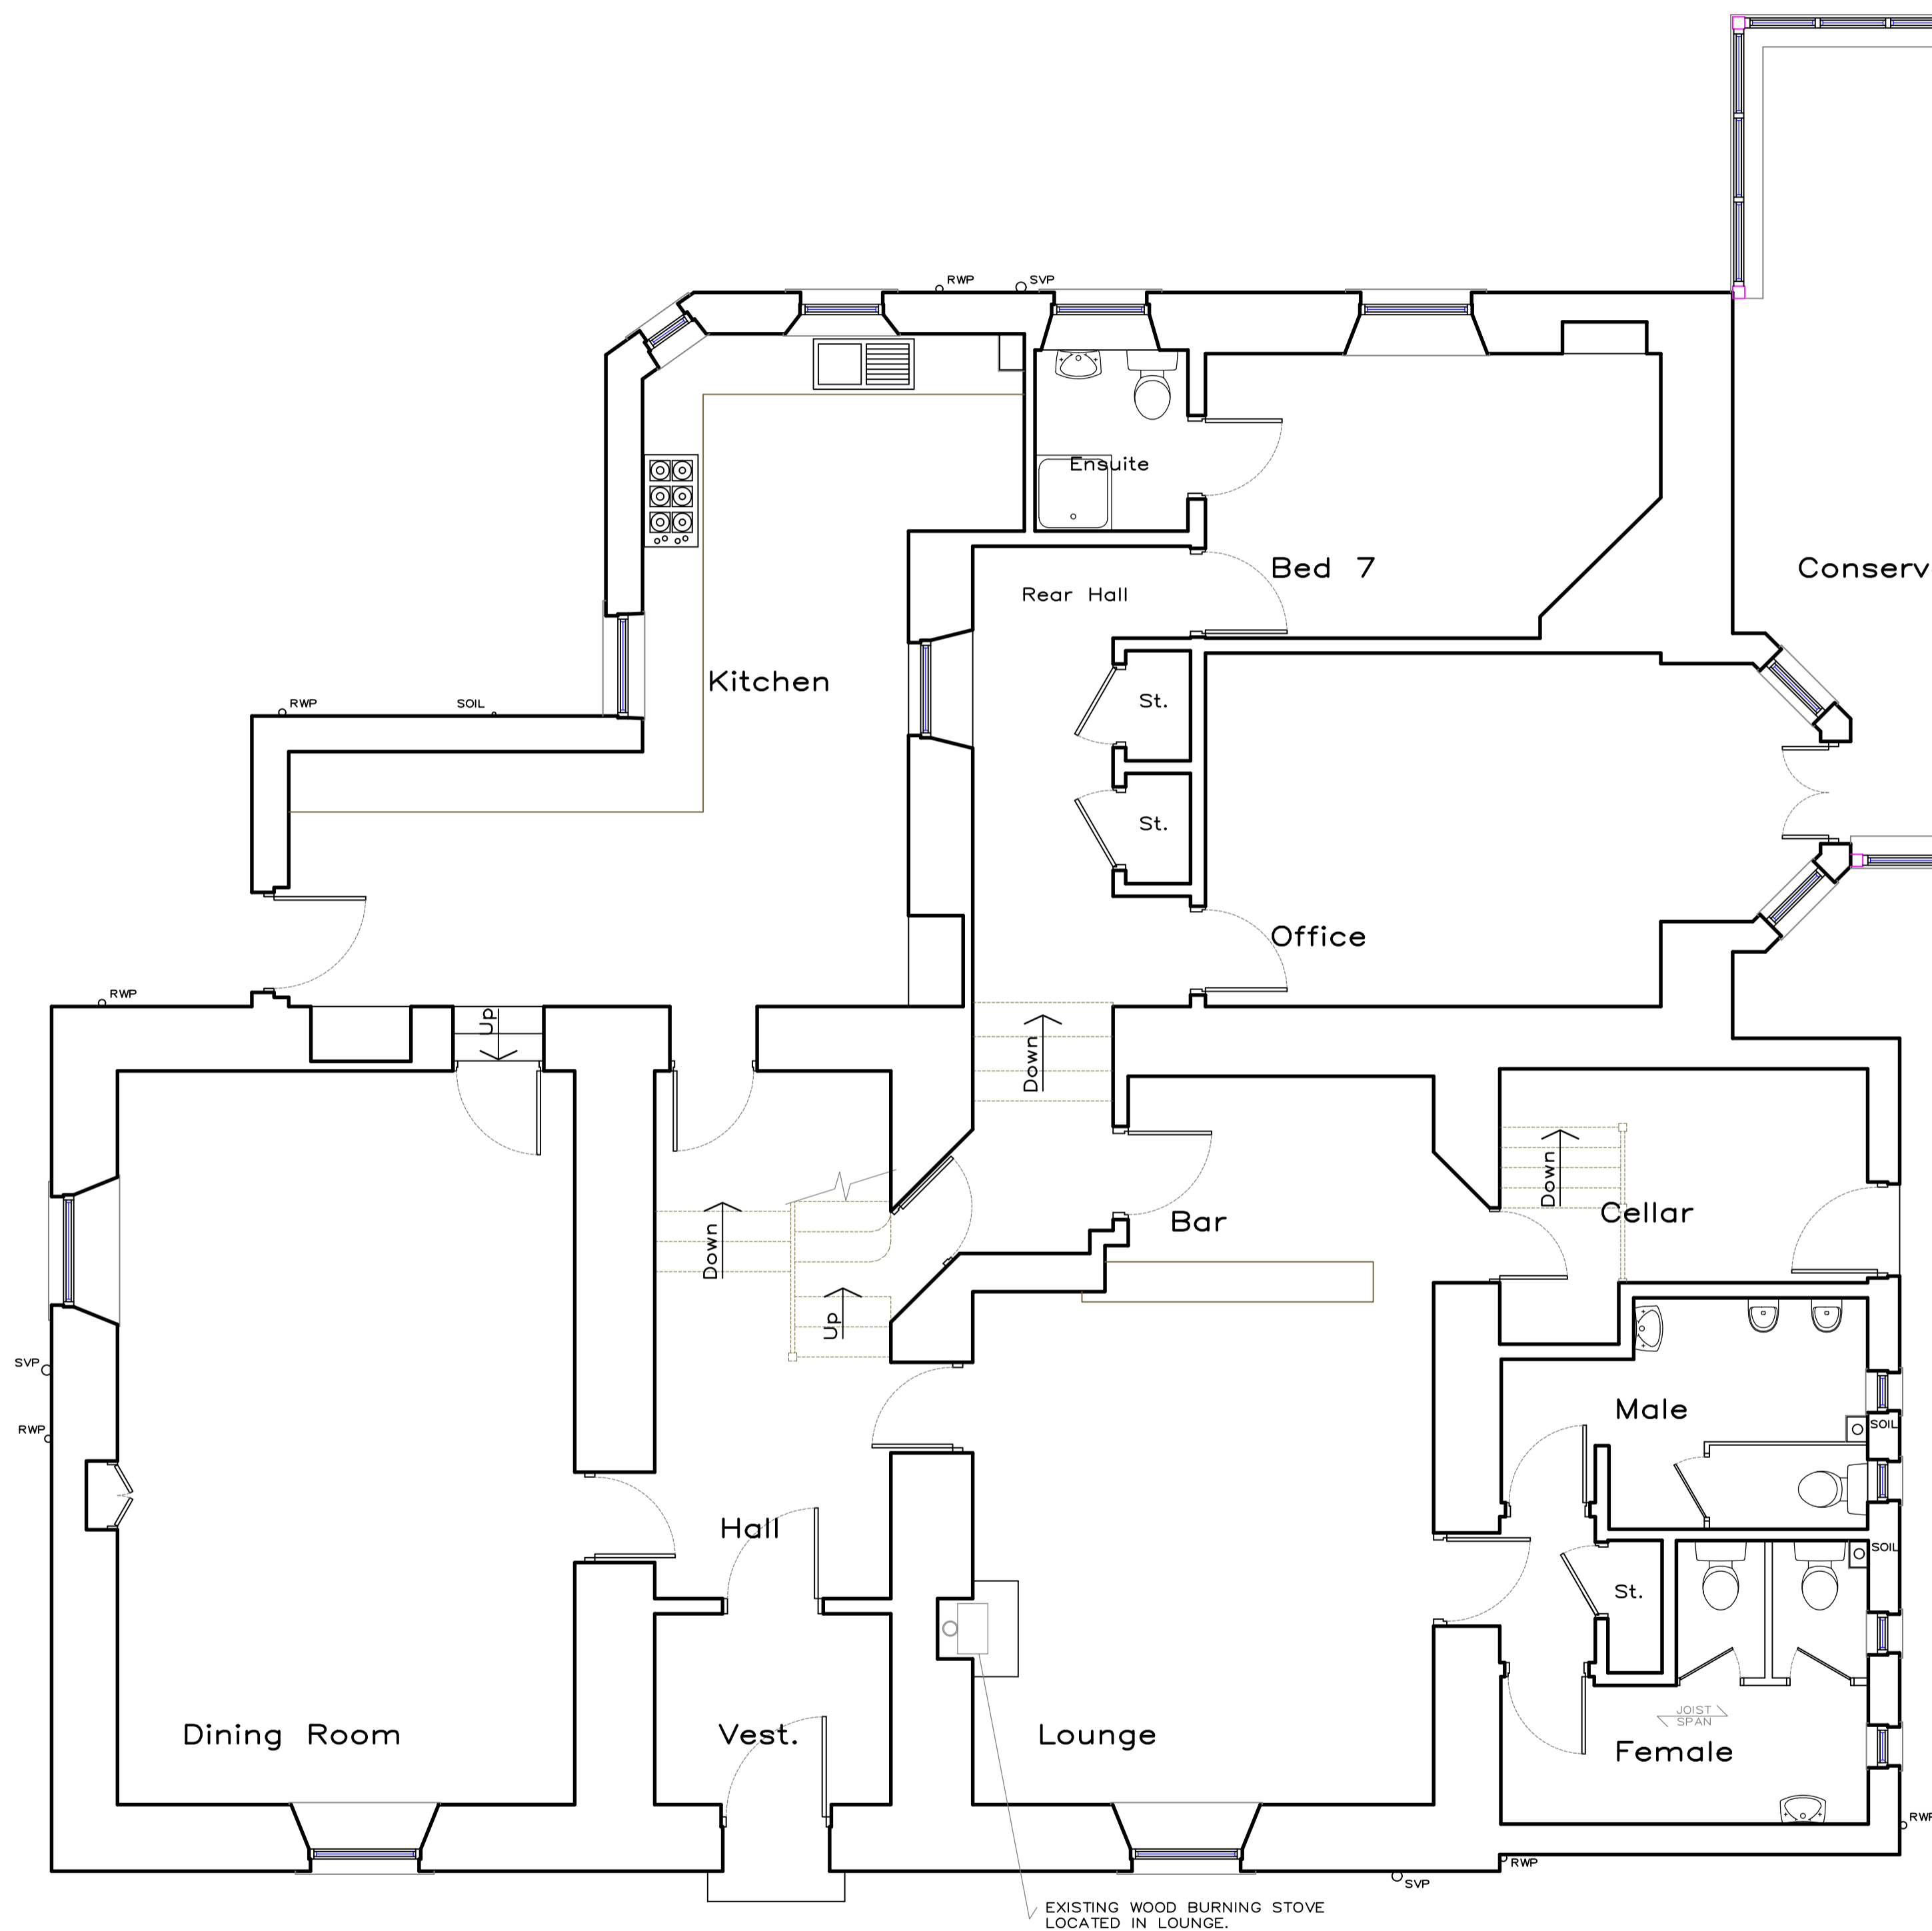 RWP
SVP
Ensuite
Bed 7
Conserv
Rear Hall
Kitchen
RWP
SOIL
St.
St.
Office
RWP
Up
Down
Down
Cellar
Bar
Down
Up
SVP
RWP
Male
SOIL
Hall
SOIL
St.
JOIST
SPAN
Dining Room
Vest.
Lounge
Female
RWP
RWP
SVP
EXISTING WOOD BURNING STOVE
LOCATED IN LOUNGE.